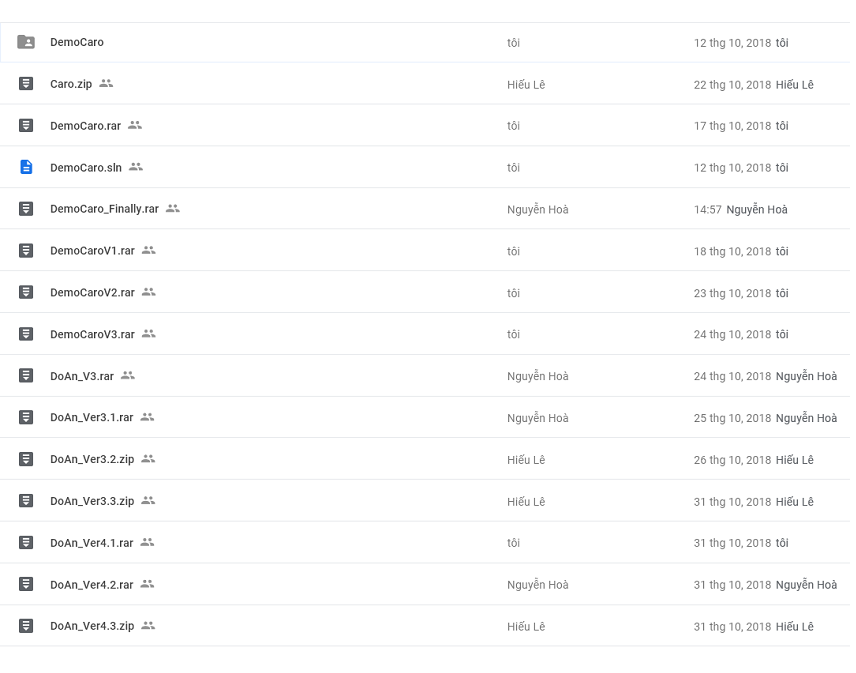 DemoCaro tôi 12 thg 10, 2018 tôi
Caro.zip Hiếu Lê 22 thg 10, 2018 Hiếu Lê
DemoCaro.rar tôi 17 thg 10, 2018 tôi
DemoCaro.sln tôi 12 thg 10, 2018 tôi
DemoCaro_Finally.rar Nguyễn Hoà 14:57 Nguyễn Hoà
DemoCaroV1.rar tôi 18 thg 10, 2018 tôi
DemoCaroV2.rar tôi 23 thg 10, 2018 tôi
DemoCaroV3.rar tôi 24 thg 10, 2018 tôi
DoAn_V3.rar Nguyễn Hoà 24 thg 10, 2018 Nguyễn Hoà
DoAn_Ver3.1.rar Nguyễn Hoà 25 thg 10, 2018 Nguyễn Hoà
DoAn_Ver3.2.zip Hiếu Lê 26 thg 10, 2018 Hiếu Lê
DoAn_Ver3.3.zip Hiếu Lê 31 thg 10, 2018 Hiếu Lê
DoAn_Ver4.1.rar tôi 31 thg 10, 2018 tôi
DoAn_Ver4.2.rar Nguyễn Hoà 31 thg 10, 2018 Nguyễn Hoà
DoAn_Ver4.3.zip Hiếu Lê 31 thg 10, 2018 Hiếu Lê